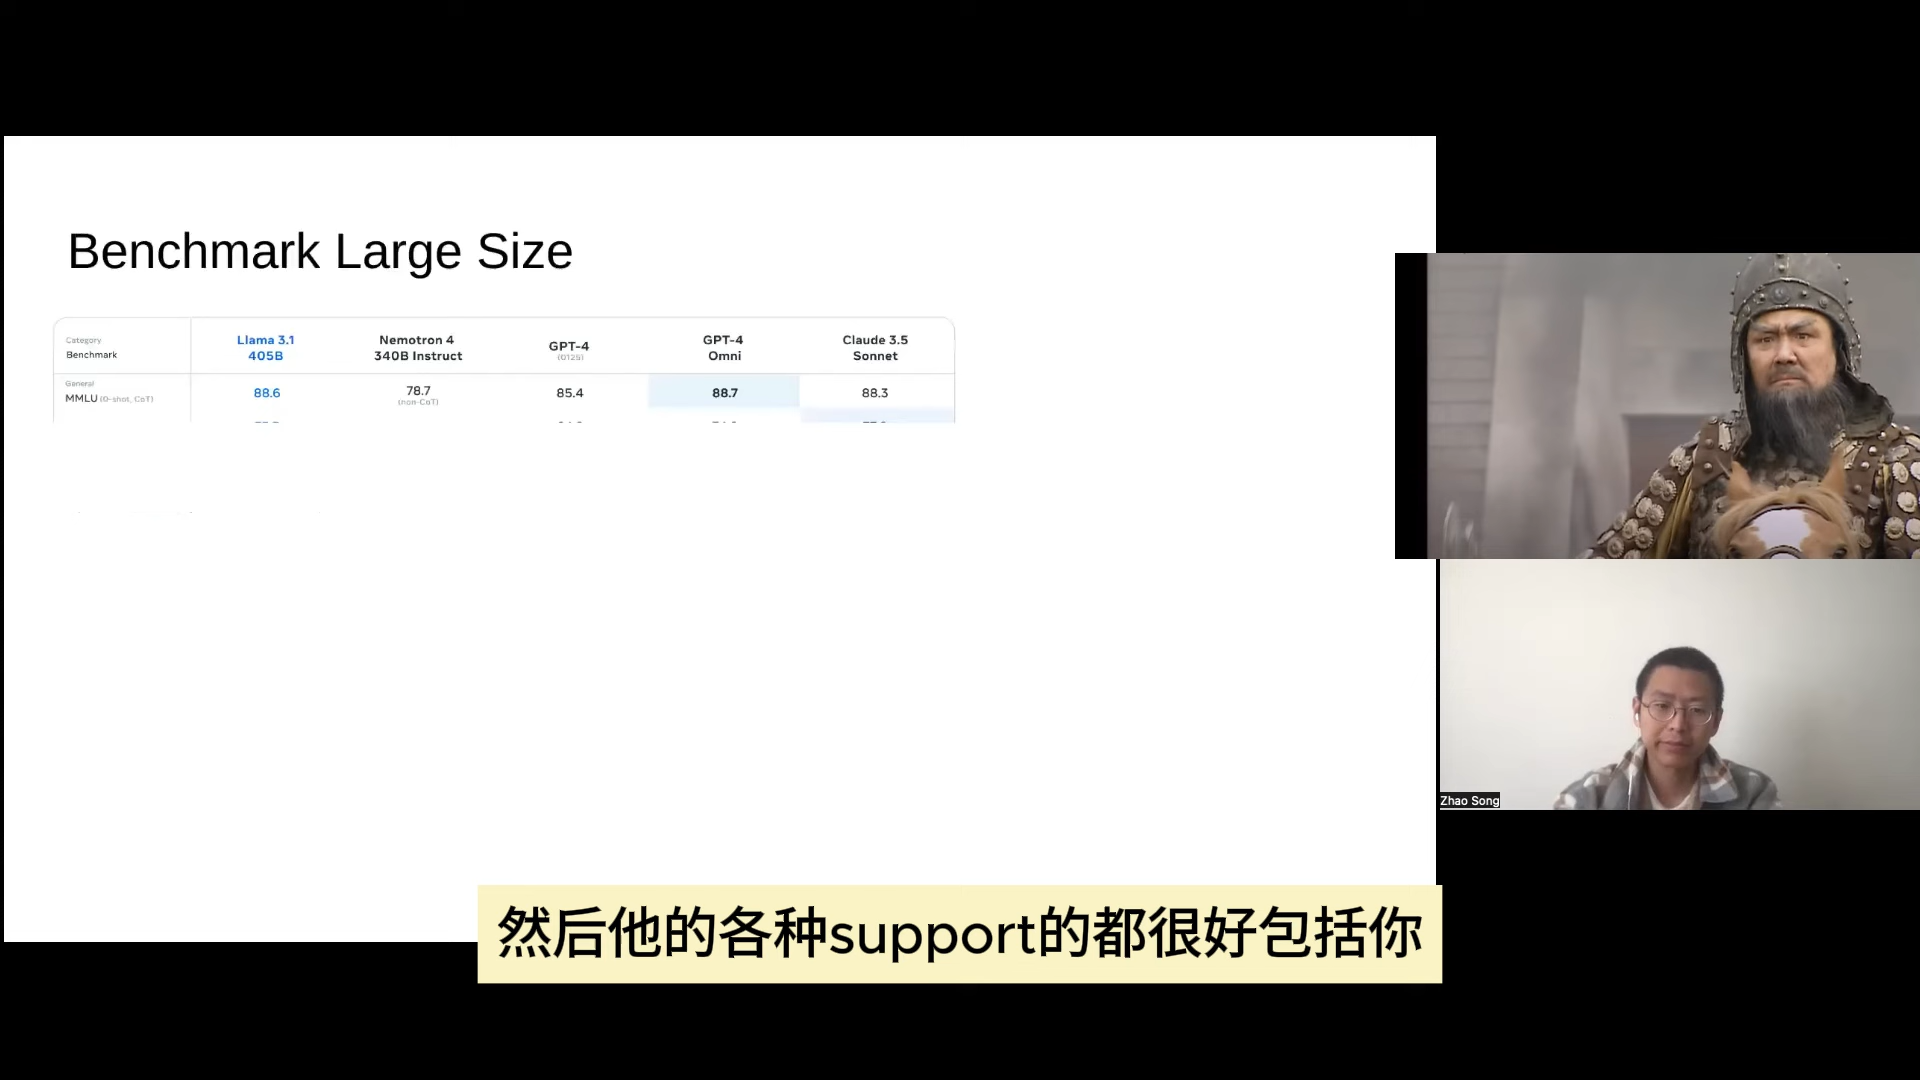 Benchmark Large Size
Category
Benchmark
Llama 3.1
405B
Nemotron 4
340B Instruct
GPT-4
(0125)
GPT-4
Omni
Claude 3.5
Sonnet
General
MMLU (0-shot, CoT)
88.6
78.7
(non-CoT)
85.4
88.7
88.3
Zhao Song
然后他的各种support的都很好包括你